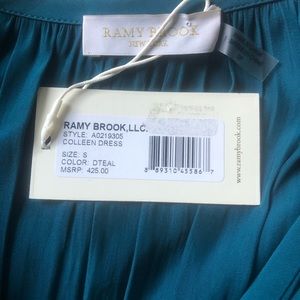 RAMY BROOK
NEW YORK
RAMY BROOK,LLC.
STYLE: A0219305
COLLEEN DRESS
SIZE: S
COLOR: DTEAL
MSRP: 425.00
8 89310 45586 7
www.ramybrook.com